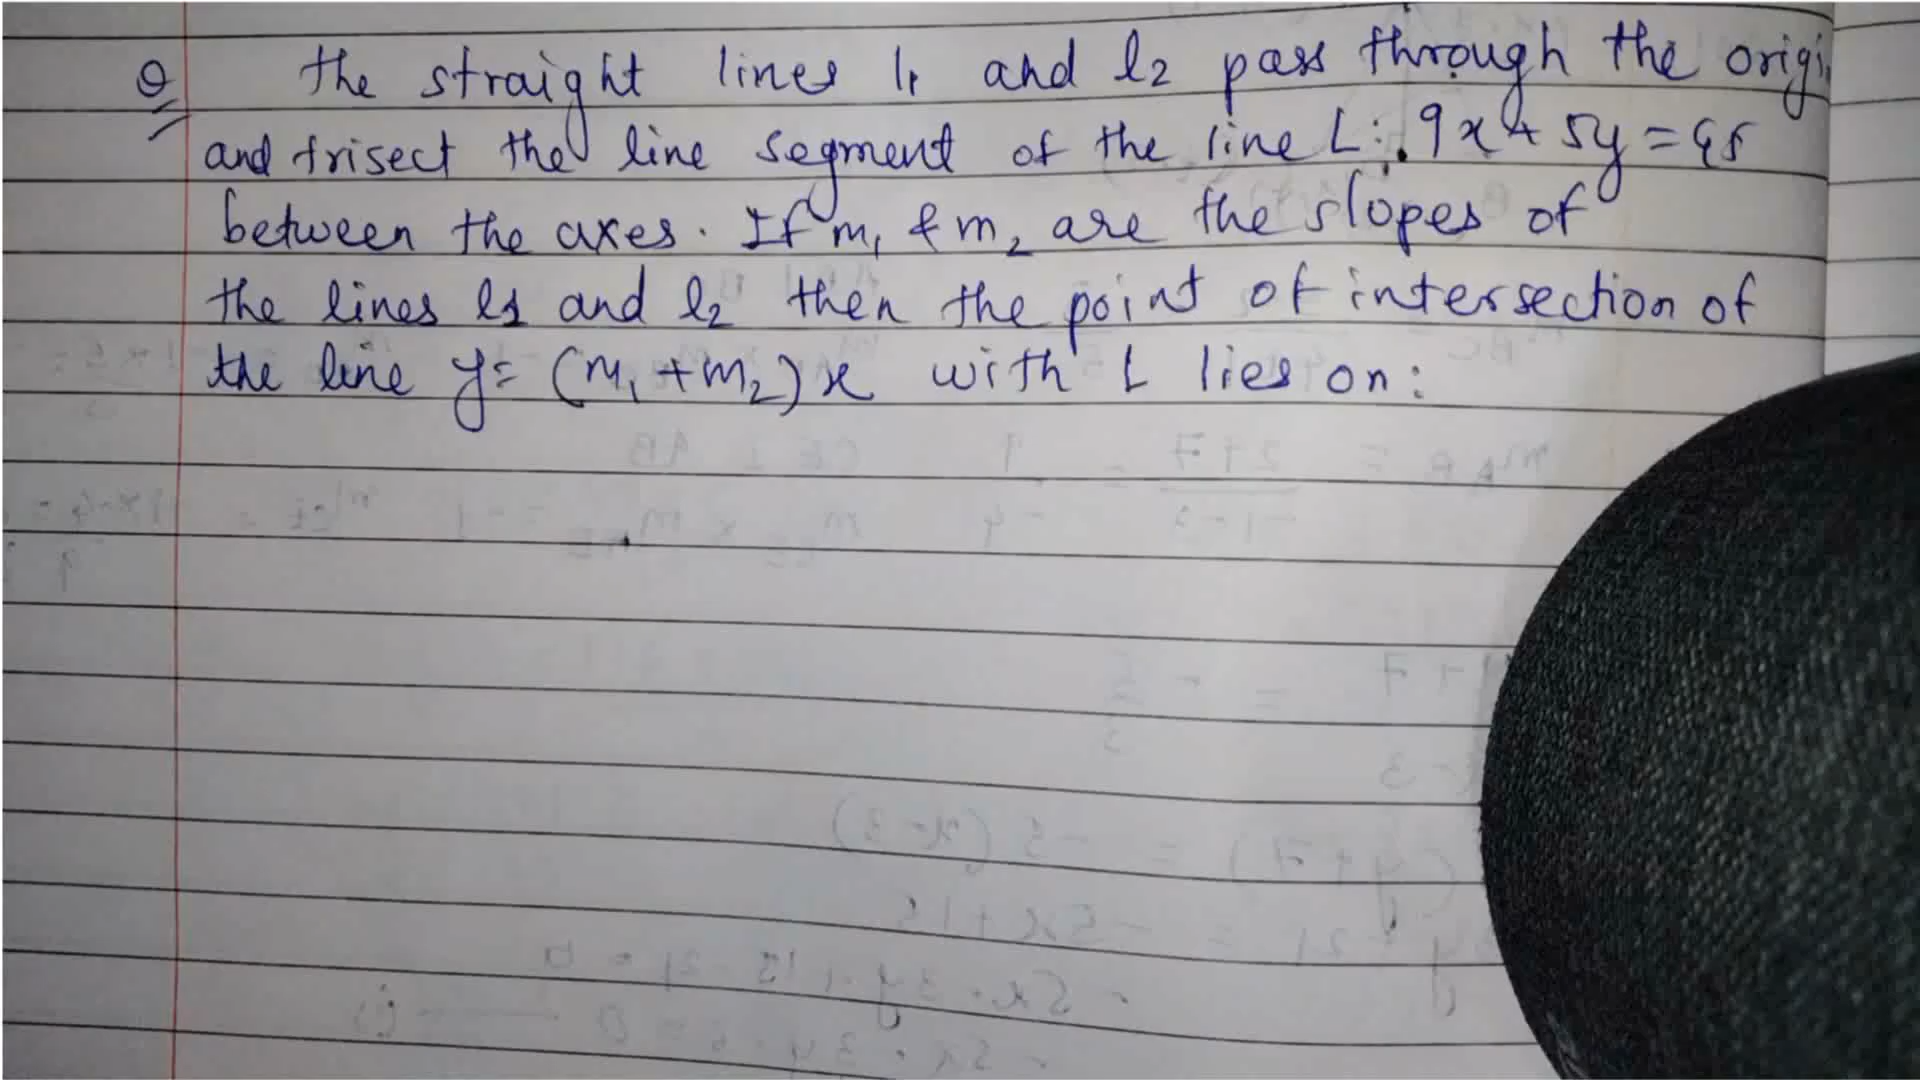 Q the straight lines l1 and l2 pass through the origi
and trisect the line segment of the line L: 9x + 5y = 45
between the axes. If m1 & m2 are the slopes of
the lines l1 and l2 then the point of intersection of
the line y = (m1 + m2)x with L lies on: